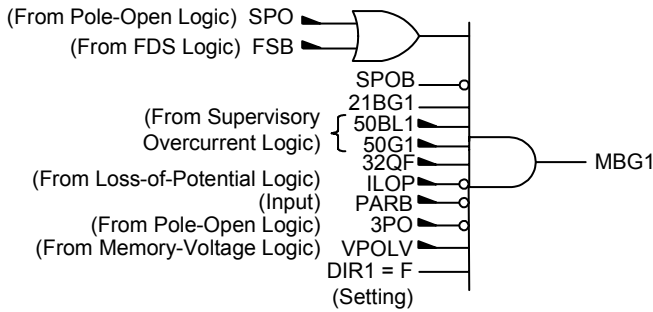 (From Pole-Open Logic) SPO
(From FDS Logic) FSB
SPOB
21BG1
(From Supervisory
Overcurrent Logic)
50BL1
50G1
32QF
(From Loss-of-Potential Logic) ILOP
(Input) PARB
(From Pole-Open Logic) 3PO
(From Memory-Voltage Logic) VPOLV
DIR1 = F
(Setting)
MBG1